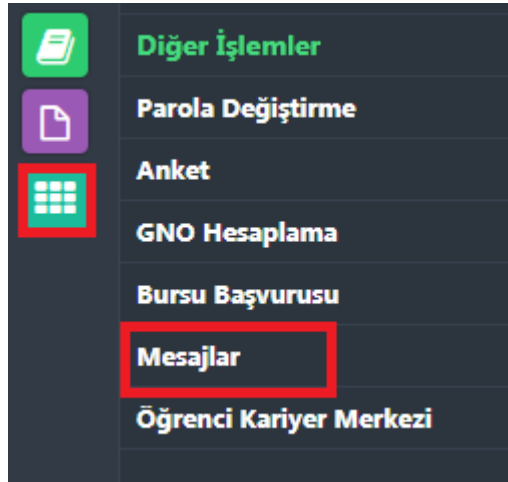 Diğer İşlemler
Parola Değiştirme
Anket
GNO Hesaplama
Bursu Başvurusu
Mesajlar
Öğrenci Kariyer Merkezi